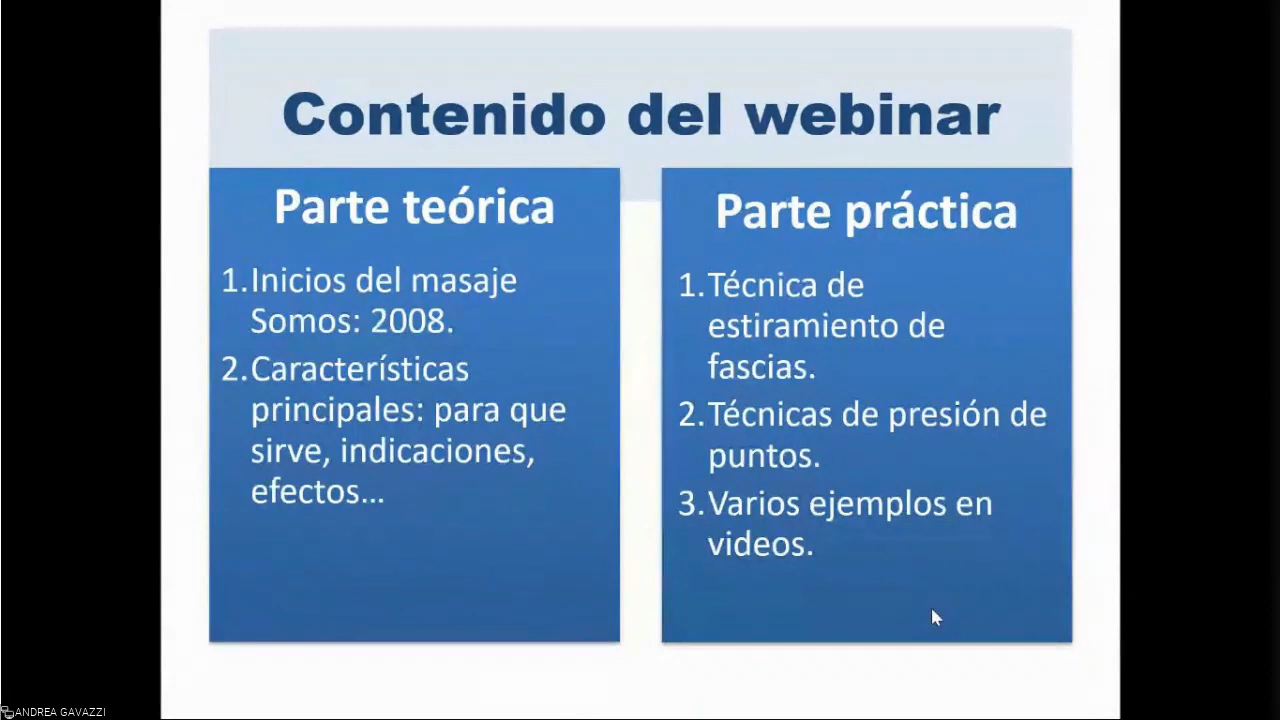 Contenido del webinar
Parte teórica
1.Inicios del masaje
Somos: 2008.
2.Características
principales: para que
sirve, indicaciones,
efectos...
Parte práctica
1.Técnica de
estiramiento de
fascias.
2.Técnicas de presión de
puntos.
3.Varios ejemplos en
videos.
ANDREA GAVAZZI